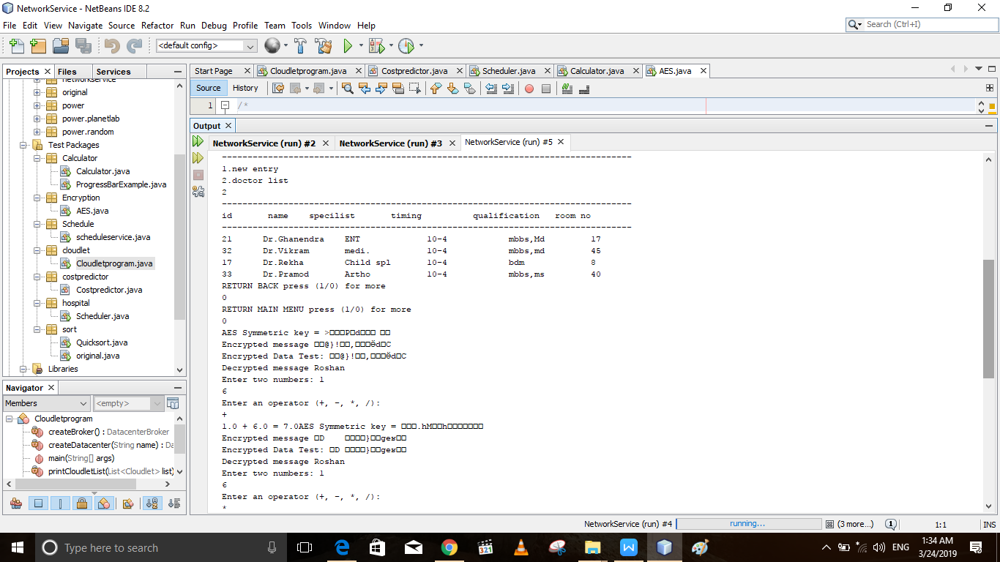 NetworkService - NetBeans IDE 8.2
File Edit View Navigate Source Refactor Run Debug Profile Team Tools Window Help
Search (Ctrl+I)
<default config>
Projects Files Services
networkservice
original
power
power.planetlab
power.random
Test Packages
Calculator
Calculator.java
ProgressBarExample.java
Encryption
AES.java
Schedule
scheduleservice.java
cloudlet
Cloudletprogram.java
costpredictor
Costpredictor.java
hospital
Scheduler.java
sort
Quicksort.java
original.java
Libraries
Navigator
Members <empty>
Cloudletprogram
createBroker() : DatacenterBroker
createDatacenter(String name) : Da
main(String[] args)
printCloudletList(List<Cloudlet> list)
Start Page Cloudletprogram.java Costpredictor.java Scheduler.java Calculator.java AES.java
Source History
1 /*
Output
NetworkService (run) #2 NetworkService (run) #3 NetworkService (run) #5
--------------------------------------------------------------------------------
1.new entry
2.doctor list
2
--------------------------------------------------------------------------------
id name specilist timing qualification room no
--------------------------------------------------------------------------------
21 Dr.Ghanendra ENT 10-4 mbbs,Md 17
32 Dr.Vikram medi. 10-4 mbbs,md 45
17 Dr.Rekha Child spl 10-4 bdm 8
33 Dr.Pramod Artho 10-4 mbbs,ms 40
RETURN BACK press (1/0) for more
0
RETURN MAIN MENU press (1/0) for more
0
AES Symmetric key = >□□□P□d□□□ □□
Encrypted message □□@}!□□,□□□ëd□C
Encrypted Data Test: □□@}!□□,□□□ëd□C
Decrypted message Roshan
Enter two numbers: 1
6
Enter an operator (+, -, *, /):
+
1.0 + 6.0 = 7.0AES Symmetric key = □□□.hM□□h□□□□□□□
Encrypted message □D □□□□}□□geʁ□□
Encrypted Data Test: □D □□□□}□□geʁ□□
Decrypted message Roshan
Enter two numbers: 1
6
Enter an operator (+, -, *, /):
*
NetworkService (run) #4 running... (3 more...) 1 1:1 INS
Type here to search
321
ENG
1:34 AM
3/24/2019